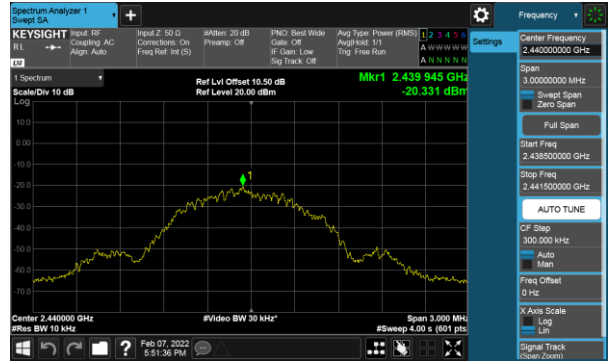 Spectrum Analyzer 1
Swept SA
+
Frequency
KEYSIGHT
RL
LXI
Input: RF
Coupling: AC
Align: Auto
Input Z: 50 Ω
Corrections: On
Freq Ref: Int (S)
#Atten: 20 dB
Preamp: Off
PNO: Best Wide
Gate: Off
IF Gain: Low
Sig Track: Off
Avg Type: Power (RMS)
Avg|Hold: 1/1
Trig: Free Run
1 2 3 4 5 6
A W W W W W
A N N N N N
1 Spectrum
Scale/Div 10 dB
Log
Ref Lvl Offset 10.50 dB
Ref Level 20.00 dBm
Mkr1 2.439 945 GHz
-20.331 dBm
10.0
0.00
-10.0
-20.0
-30.0
-40.0
-50.0
-60.0
-70.0
1
Center 2.440000 GHz
#Res BW 10 kHz
#Video BW 30 kHz*
Span 3.000 MHz
#Sweep 4.00 s (601 pts)
Feb 07, 2022
5:51:36 PM
?
Settings
Center Frequency
2.440000000 GHz
Span
3.00000000 MHz
Swept Span
Zero Span
Full Span
Start Freq
2.438500000 GHz
Stop Freq
2.441500000 GHz
AUTO TUNE
CF Step
300.000 kHz
Auto
Man
Freq Offset
0 Hz
X Axis Scale
Log
Lin
Signal Track
(Span Zoom)